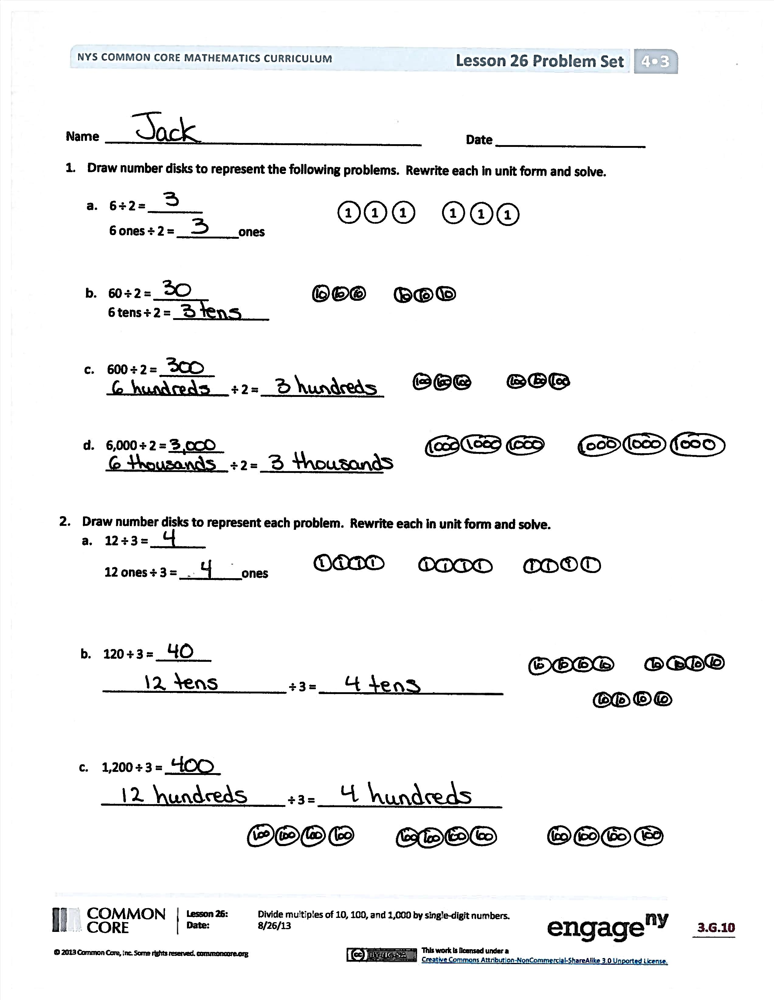 NYS COMMON CORE MATHEMATICS CURRICULUM Lesson 26 Problem Set 4•3
Name Jack Date
1. Draw number disks to represent the following problems. Rewrite each in unit form and solve.
a. 6 ÷ 2 = 3 1 1 1 1 1 1
6 ones ÷ 2 = 3 ones
b. 60 ÷ 2 = 30 10 10 10 10 10 10
6 tens ÷ 2 = 3 tens
c. 600 ÷ 2 = 300
6 hundreds ÷ 2 = 3 hundreds 100 100 100 100 100 100
d. 6,000 ÷ 2 = 3,000 1000 1000 1000 1000 1000 1000
6 thousands ÷ 2 = 3 thousands
2. Draw number disks to represent each problem. Rewrite each in unit form and solve.
a. 12 ÷ 3 = 4
12 ones ÷ 3 = 4 ones 1 1 1 1 1 1 1 1 1 1 1 1
b. 120 ÷ 3 = 40 10 10 10 10 10 10 10 10
12 tens ÷ 3 = 4 tens
10 10 10 10
c. 1,200 ÷ 3 = 400
12 hundreds ÷ 3 = 4 hundreds
100 100 100 100 100 100 100 100 100 100 100 100
COMMON CORE
Lesson 26: Divide multiples of 10, 100, and 1,000 by single-digit numbers.
Date: 8/26/13
engage ny
3.G.10
© 2013 Common Core, Inc. Some rights reserved. commoncore.org
cc BY-NC-SA
This work is licensed under a
Creative Commons Attribution-NonCommercial-ShareAlike 3.0 Unported License.